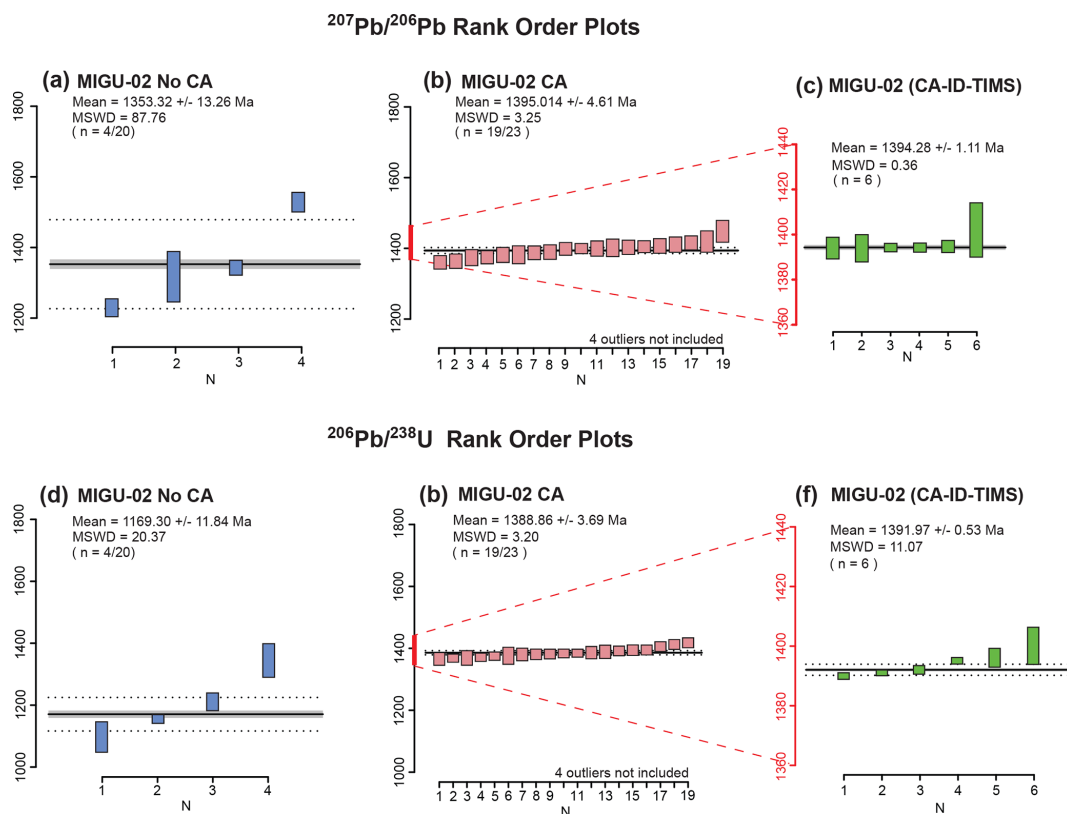 ²⁰⁷Pb/²⁰⁶Pb Rank Order Plots
(a) MIGU-02 No CA
Mean = 1353.32 +/- 13.26 Ma
MSWD = 87.76
( n = 4/20)
1800
1600
1400
1200
1
2
3
4
N
(b) MIGU-02 CA
Mean = 1395.014 +/- 4.61 Ma
MSWD = 3.25
(n = 19/23)
1800
1600
1400
1200
4 outliers not included
1 2 3 4 5 6 7 8 9 11 13 15 17 19
N
(c) MIGU-02 (CA-ID-TIMS)
Mean = 1394.28 +/- 1.11 Ma
MSWD = 0.36
(n = 6 )
1440
1420
1400
1380
1360
1 2 3 4 5 6
N
²⁰⁶Pb/²³⁸U Rank Order Plots
(d) MIGU-02 No CA
Mean = 1169.30 +/- 11.84 Ma
MSWD = 20.37
( n = 4/20)
1800
1600
1400
1200
1000
1 2 3 4
N
(b) MIGU-02 CA
Mean = 1388.86 +/- 3.69 Ma
MSWD = 3.20
(n = 19/23 )
1800
1600
1400
1200
1000
4 outliers not included
1 2 3 4 5 6 7 8 9 11 13 15 17 19
N
(f) MIGU-02 (CA-ID-TIMS)
Mean = 1391.97 +/- 0.53 Ma
MSWD = 11.07
(n = 6)
1440
1420
1400
1380
1360
1 2 3 4 5 6
N